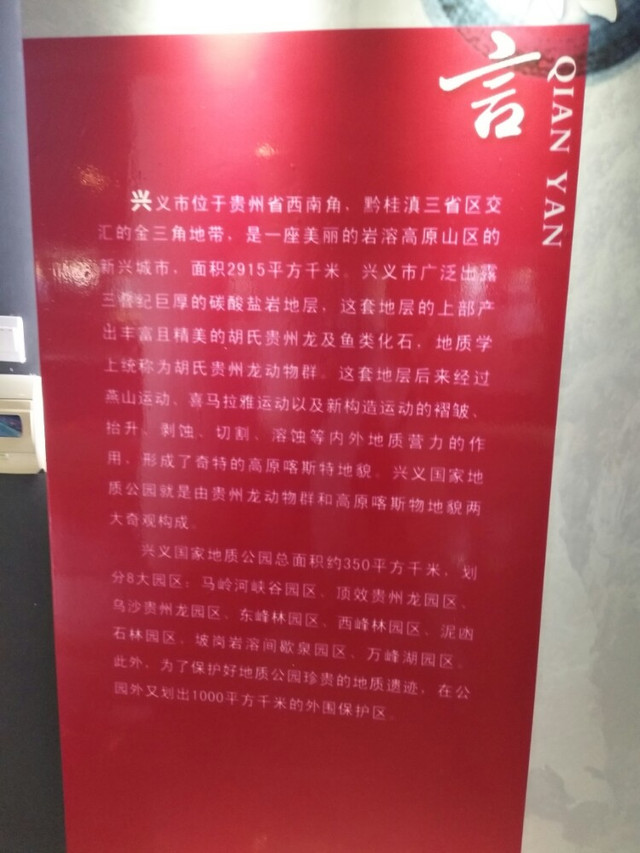 言
QIAN YAN
兴义市位于贵州省西南角、黔桂滇三省区交
汇的金三角地带，是一座美丽的岩溶高原山区的
新兴城市，面积2915平方千米。兴义市广泛出露
三叠纪巨厚的碳酸盐岩地层，这套地层的上部产
出丰富且精美的胡氏贵州龙及鱼类化石，地质学
上统称为胡氏贵州龙动物群。这套地层后来经过
燕山运动、喜马拉雅运动以及新构造运动的褶皱、
抬升、剥蚀、切割、溶蚀等内外地质营力的作
用，形成了奇特的高原喀斯特地貌。兴义国家地
质公园就是由贵州龙动物群和高原喀斯物地貌两
大奇观构成。
兴义国家地质公园总面积约350平方千米，划
分8大园区：马岭河峡谷园区、顶效贵州龙园区、
乌沙贵州龙园区、东峰林园区、西峰林园区、泥凼
石林园区、坡岗岩溶间歇泉园区、万峰湖园区。
此外，为了保护好地质公园珍贵的地质遗迹，在公
园外又划出1000平方千米的外围保护区。